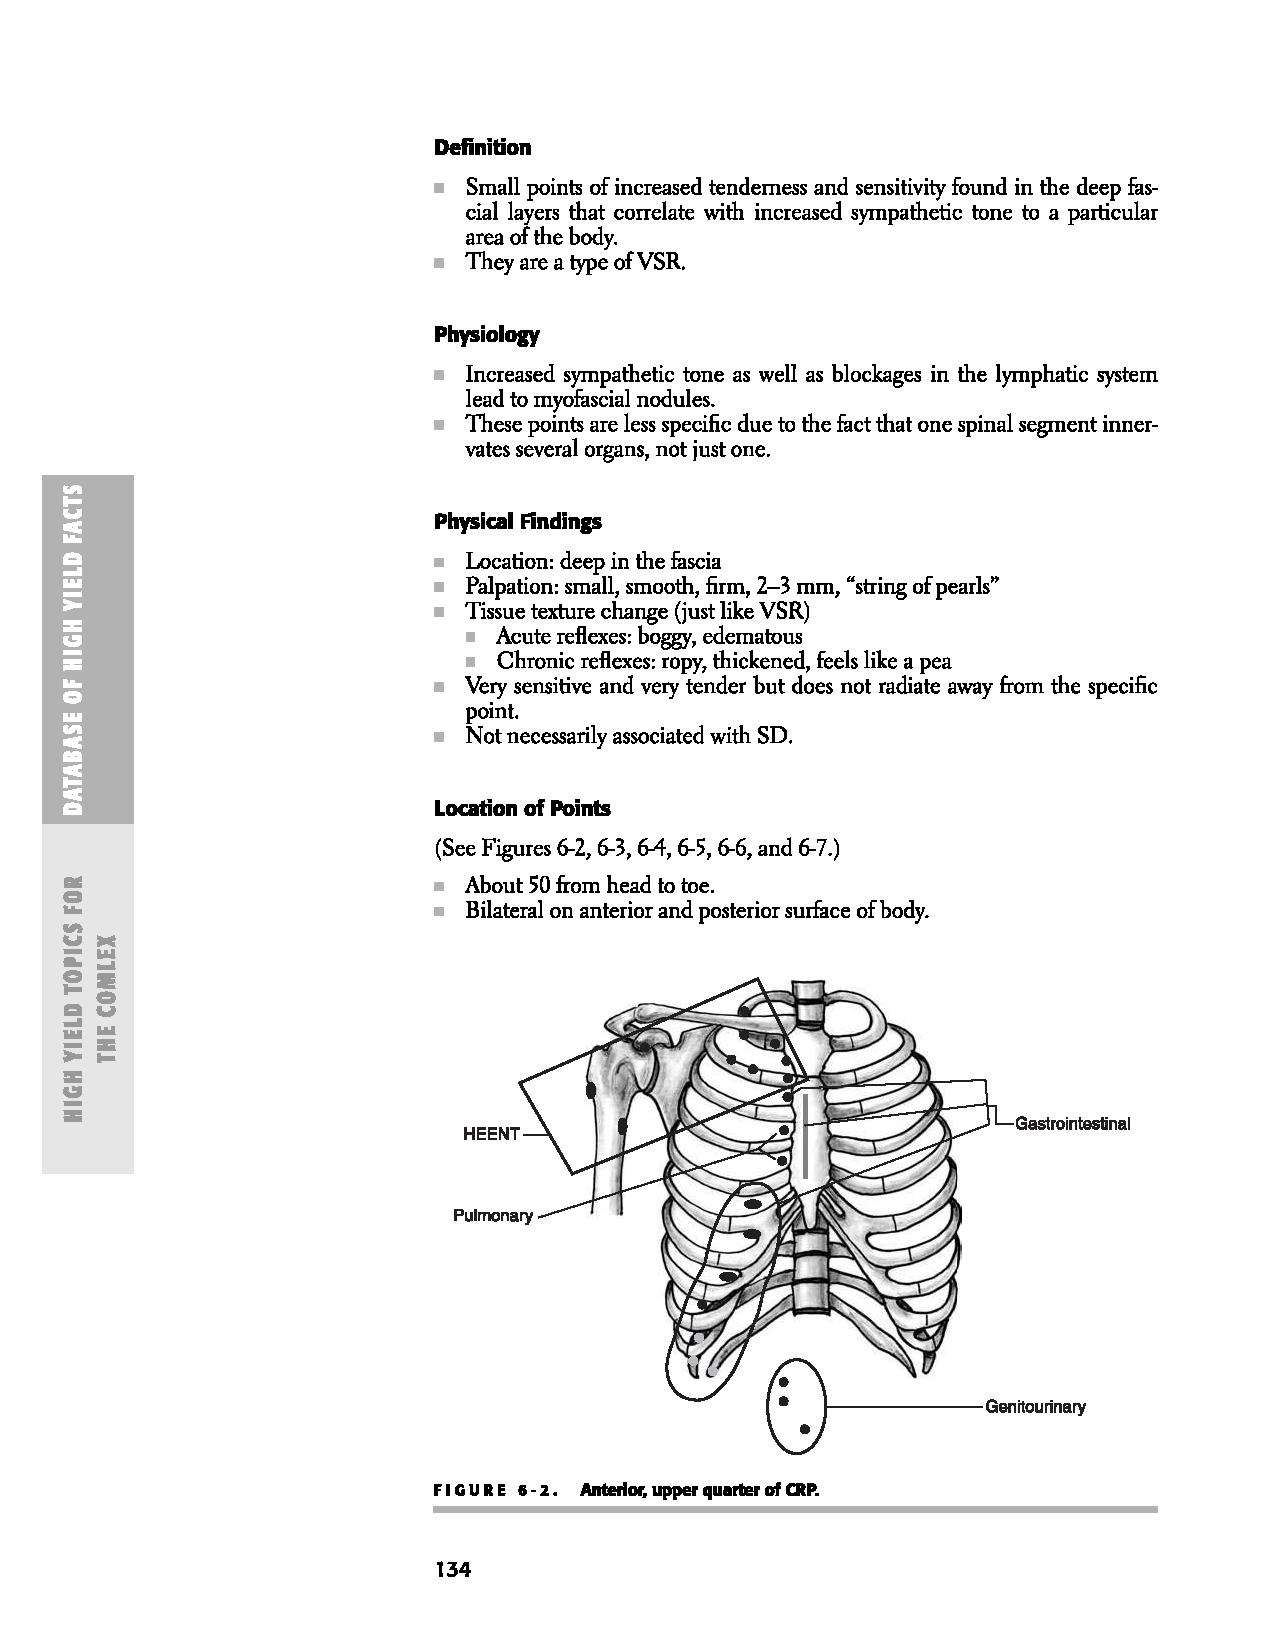 Definition
■ Small points of increased tenderness and sensitivity found in the deep fas-
cial layers that correlate with increased sympathetic tone to a particular
area of the body.
■ They are a type of VSR.
Physiology
■ Increased sympathetic tone as well as blockages in the lymphatic system
lead to myofascial nodules.
■ These points are less specific due to the fact that one spinal segment inner-
vates several organs, not just one.
Physical Findings
■ Location: deep in the fascia
■ Palpation: small, smooth, firm, 2–3 mm, “string of pearls”
■ Tissue texture change (just like VSR)
■ Acute reflexes: boggy, edematous
■ Chronic reflexes: ropy, thickened, feels like a pea
■ Very sensitive and very tender but does not radiate away from the specific
point.
■ Not necessarily associated with SD.
Location of Points
(See Figures 6-2, 6-3, 6-4, 6-5, 6-6, and 6-7.)
■ About 50 from head to toe.
■ Bilateral on anterior and posterior surface of body.
HEENT
Gastrointestinal
Pulmonary
Genitourinary
FIGURE 6-2. Anterior, upper quarter of CRP.
134
DATABASE OF HIGH YIELD FACTS
HIGH YIELD TOPICS FOR
THE COMLEX